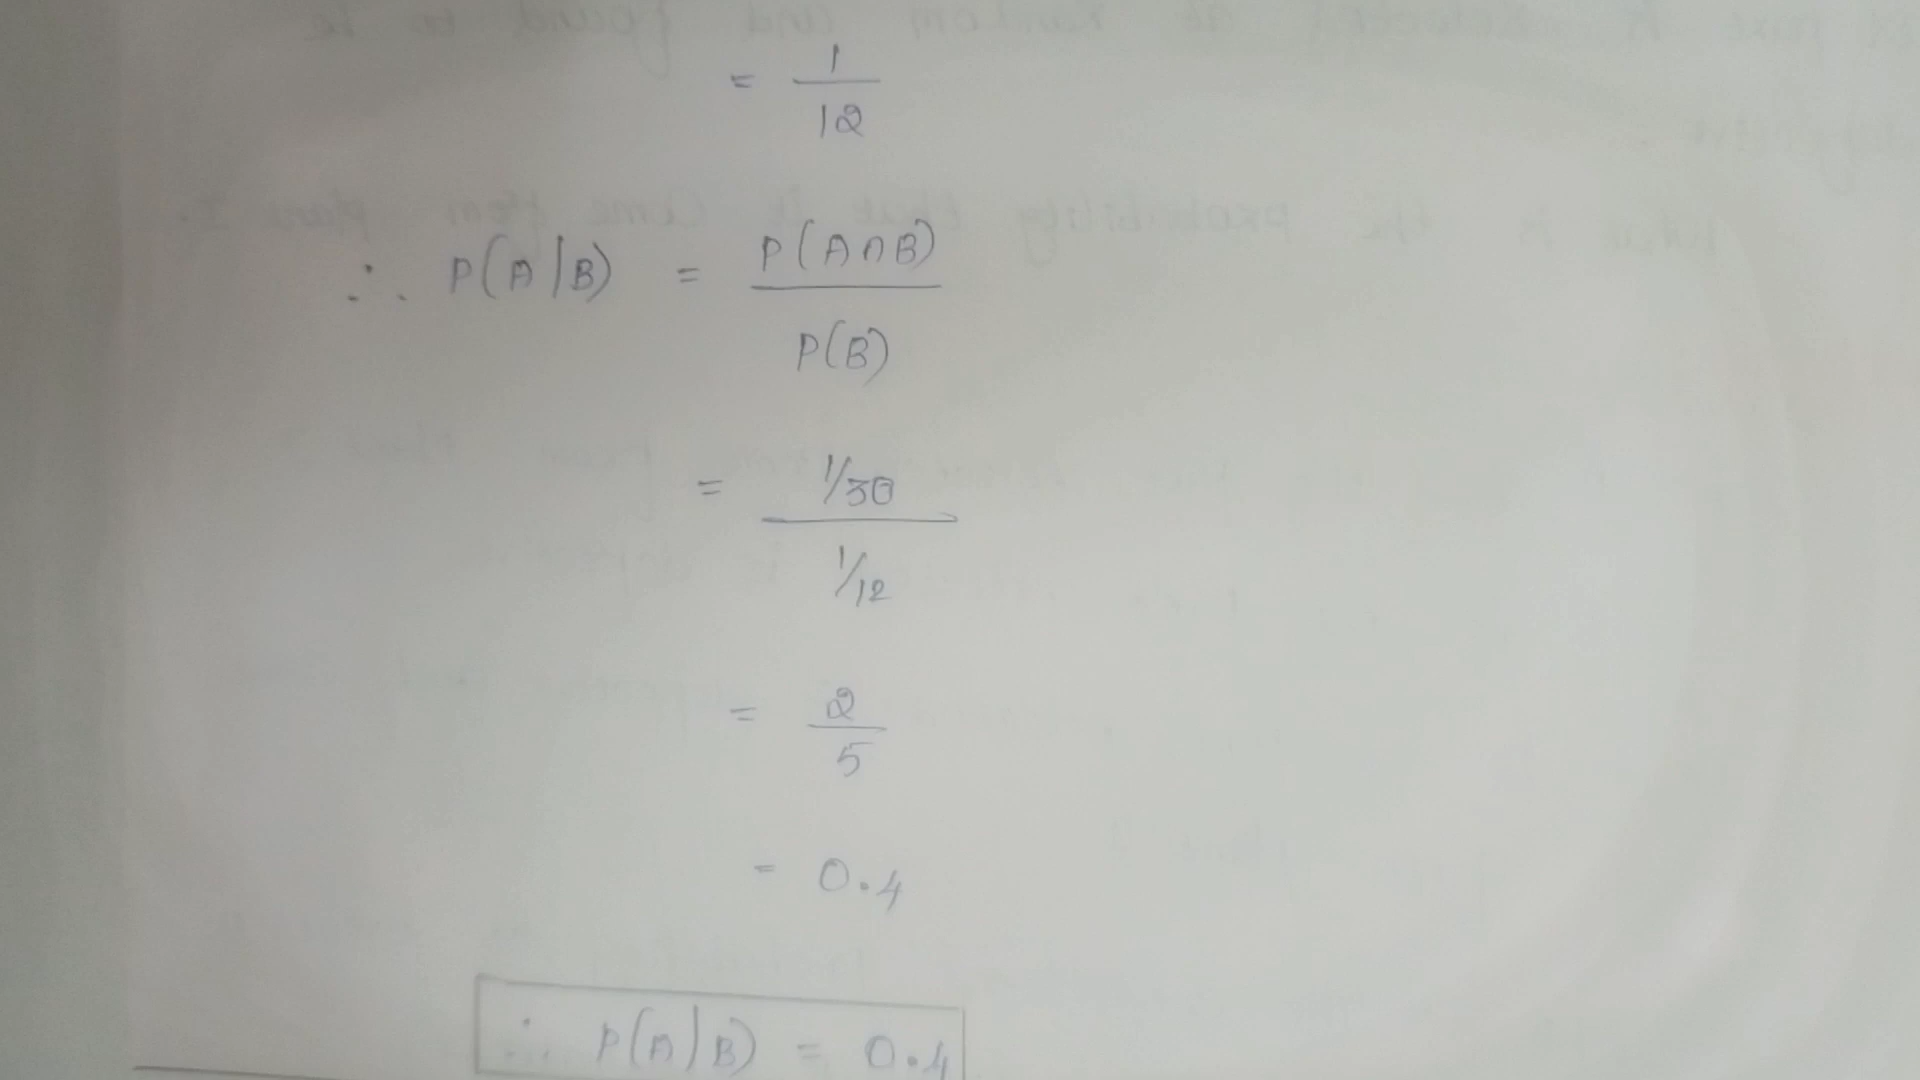 = 1/12
∴ P(A|B) = P(A∩B)/P(B)
= 1/30 / 1/12
= 2/5
= 0.4
∴ P(A|B) = 0.4